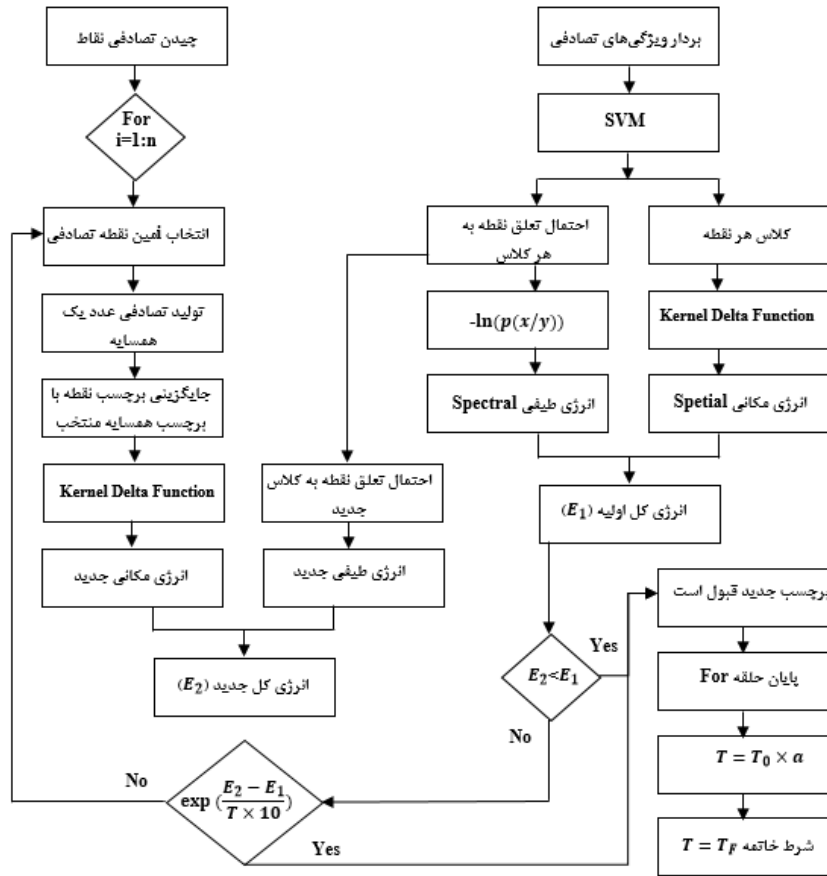 چیدن تصادفی نقاط
For
i=1:n
انتخاب iٔمین نقطه تصادفی
تولید تصادفی عدد یک
همسایه
جایگزینی برچسب نقطه با
برچسب همسایه منتخب
Kernel Delta Function
انرژی مکانی جدید
احتمال تعلق نقطه به کلاس
جدید
انرژی طیفی جدید
انرژی کل جدید (E₂)
بردار ویژگی‌های تصادفی
SVM
احتمال تعلق نقطه به
هر کلاس
-ln(p(x/y))
انرژی طیفی Spectral
کلاس هر نقطه
Kernel Delta Function
انرژی مکانی Spetial
انرژی کل اولیه (E₁)
E₂<E₁
Yes
No
exp (E₂ − E₁ / T × 10)
No
Yes
برچسب جدید قبول است
پایان حلقه For
T = T₀ × a
شرط خاتمه T = T_F